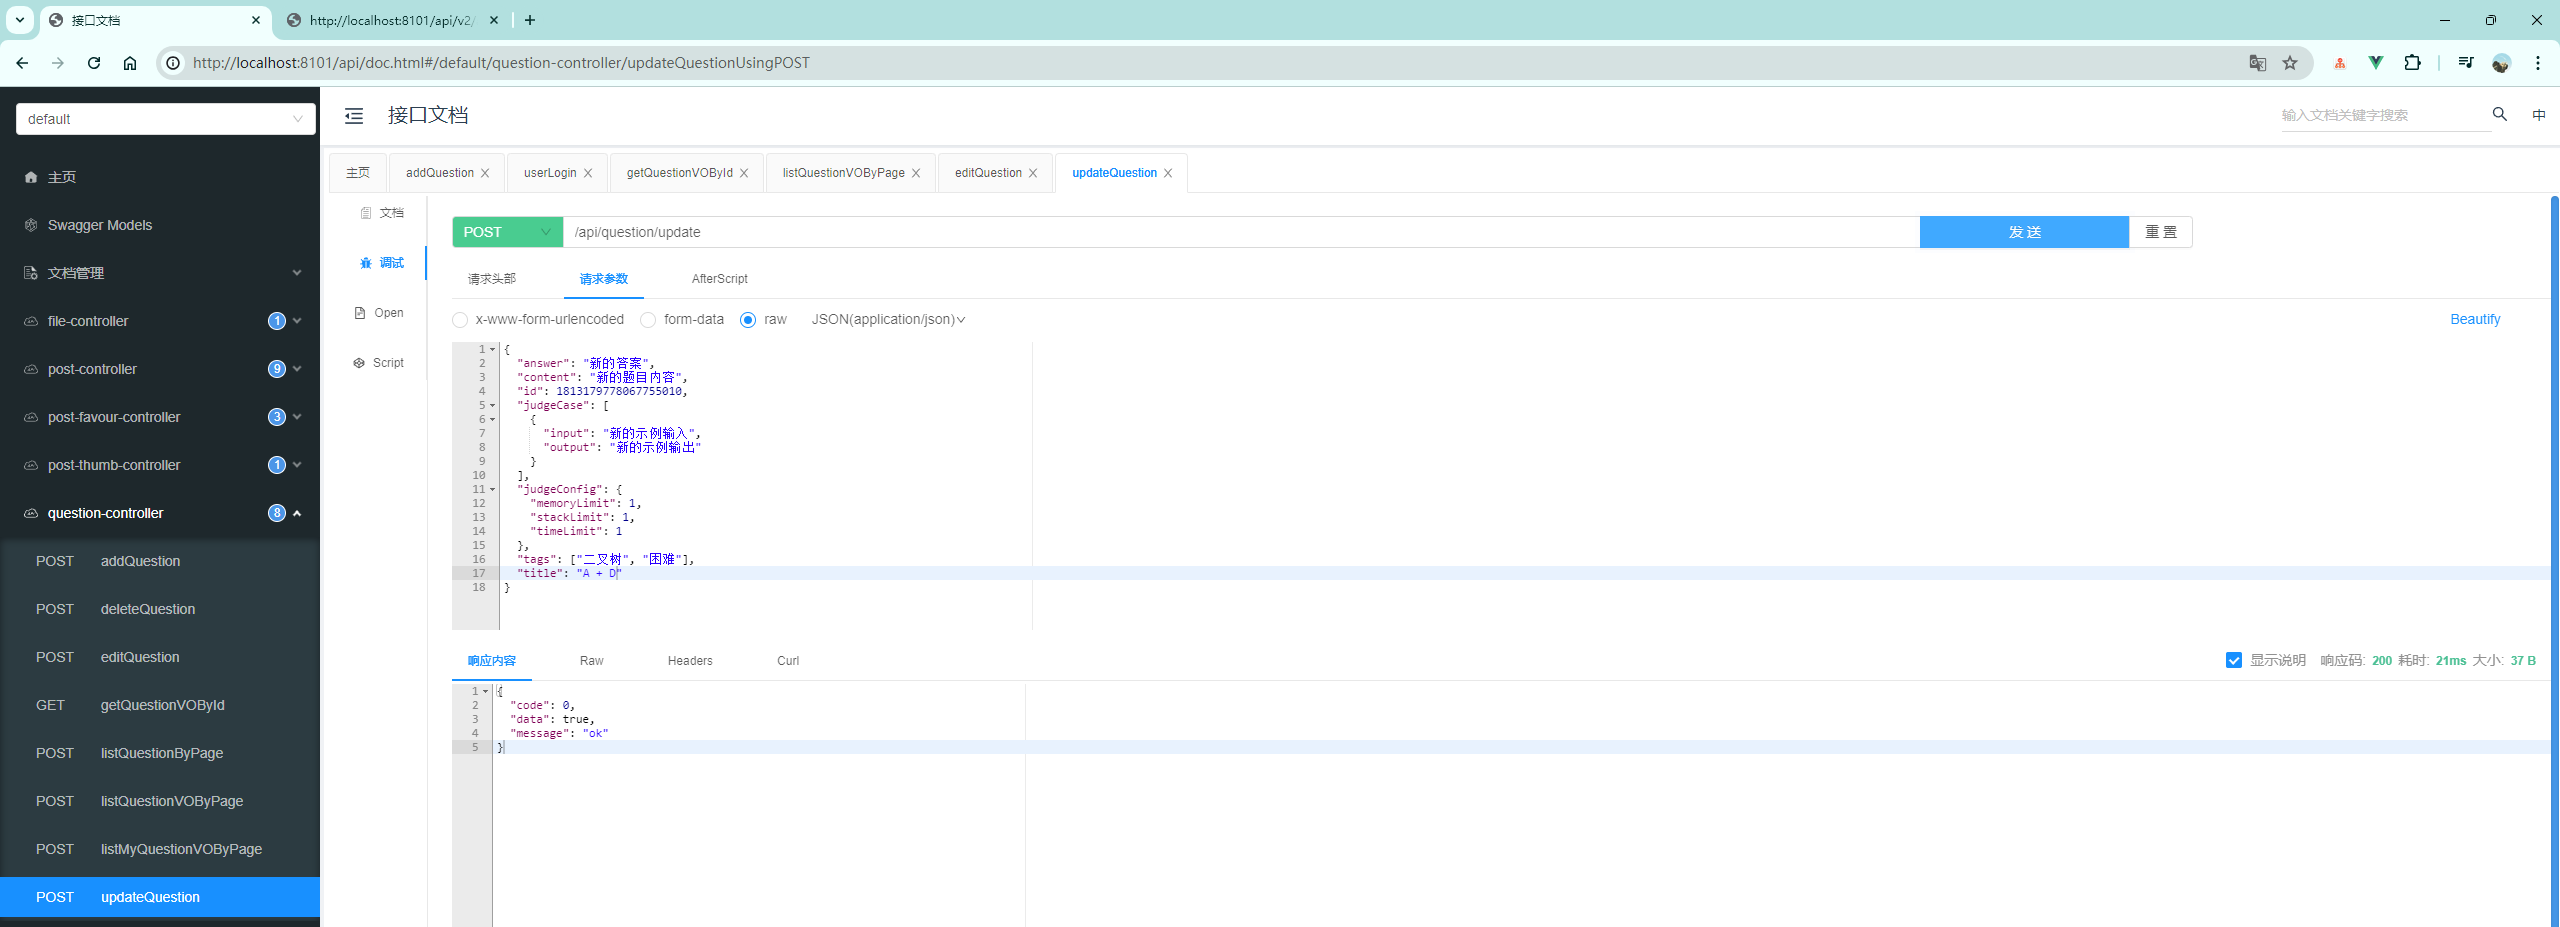 接口文档
http://localhost:8101/api/v2/
http://localhost:8101/api/doc.html#/default/question-controller/updateQuestionUsingPOST
default
接口文档
输入文档关键字搜索
中
主页
Swagger Models
文档管理
file-controller 1
post-controller 9
post-favour-controller 3
post-thumb-controller 1
question-controller 8
POST addQuestion
POST deleteQuestion
POST editQuestion
GET getQuestionVOById
POST listQuestionByPage
POST listQuestionVOByPage
POST listMyQuestionVOByPage
POST updateQuestion
主页 addQuestion userLogin getQuestionVOById listQuestionVOByPage editQuestion updateQuestion
文档
调试
Open
Script
POST /api/question/update 发送 重置
请求头部 请求参数 AfterScript
x-www-form-urlencoded form-data raw JSON(application/json) Beautify
1 {
2 "answer": "新的答案",
3 "content": "新的题目内容",
4 "id": 1813179778067755010,
5 "judgeCase": [
6 {
7 "input": "新的示例输入",
8 "output": "新的示例输出"
9 }
10 ],
11 "judgeConfig": {
12 "memoryLimit": 1,
13 "stackLimit": 1,
14 "timeLimit": 1
15 },
16 "tags": ["二叉树", "困难"],
17 "title": "A + D"
18 }
响应内容 Raw Headers Curl 显示说明 响应码: 200 耗时: 21ms 大小: 37 B
1 {
2 "code": 0,
3 "data": true,
4 "message": "ok"
5 }